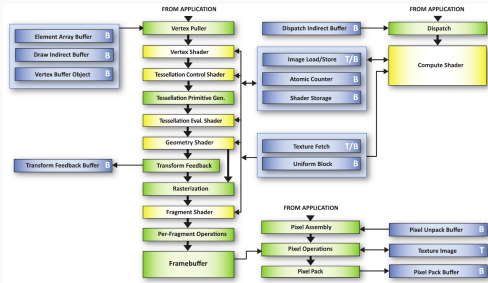 FROM APPLICATION
Element Array Buffer B
Draw Indirect Buffer B
Vertex Buffer Object B
Vertex Puller
Vertex Shader
Tessellation Control Shader
Tessellation Primitive Gen.
Tessellation Eval. Shader
Geometry Shader
Transform Feedback Buffer B
Transform Feedback
Rasterization
Fragment Shader
Per-Fragment Operations
Framebuffer
FROM APPLICATION
Dispatch Indirect Buffer B
Dispatch
Image Load/Store T/B
Atomic Counter B
Shader Storage B
Compute Shader
Texture Fetch T/B
Uniform Block B
FROM APPLICATION
Pixel Assembly
Pixel Unpack Buffer B
Pixel Operations
Texture Image T
Pixel Pack
Pixel Pack Buffer B